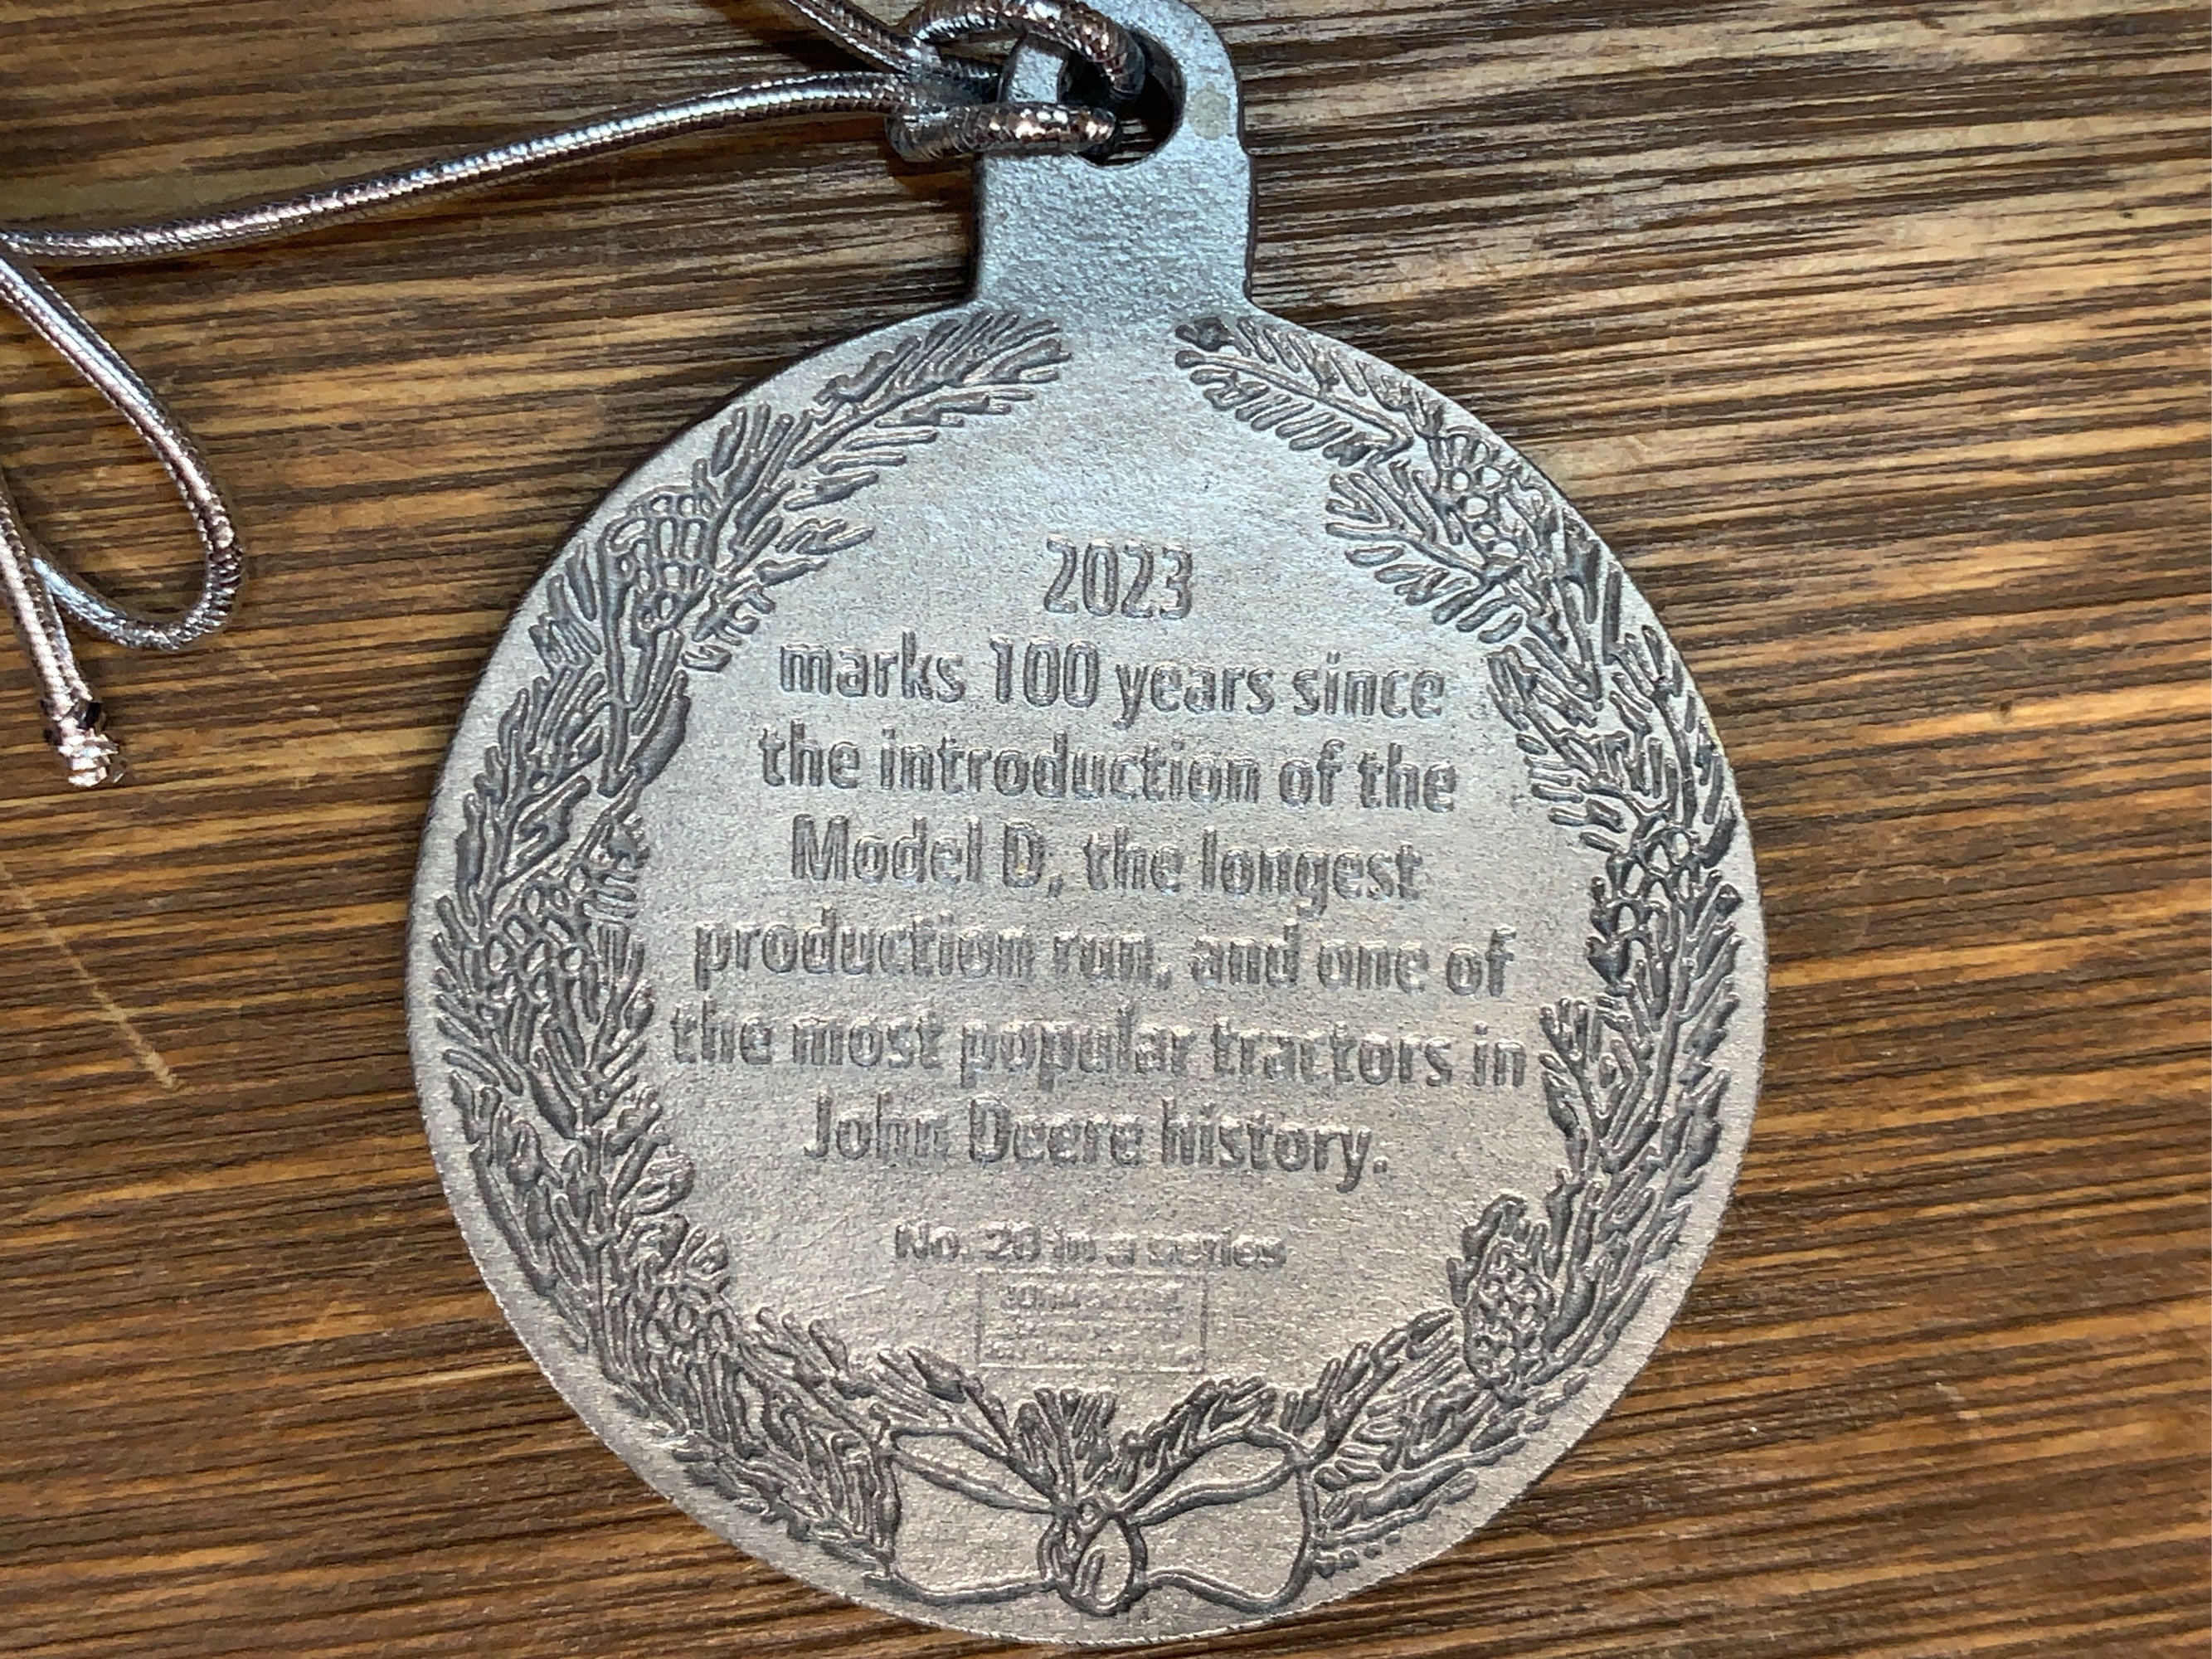 2023
marks 100 years since
the introduction of the
Model D, the longest
production run, and one of
the most popular tractors in
John Deere history.
No. 28 in a series